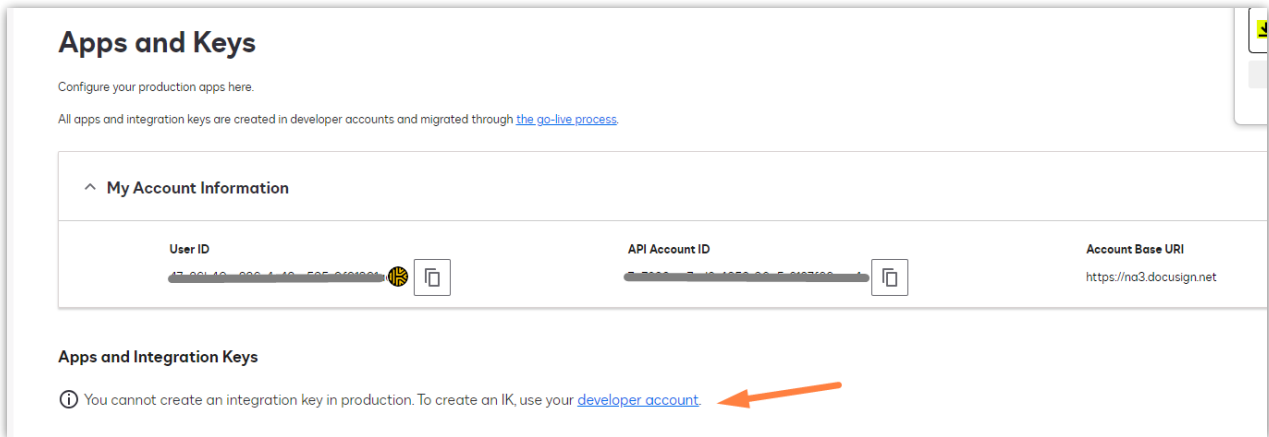 Apps and Keys
Configure your production apps here.
All apps and integration keys are created in developer accounts and migrated through the go-live process.
My Account Information
User ID
API Account ID
Account Base URI
https://na3.docusign.net
Apps and Integration Keys
You cannot create an integration key in production. To create an IK, use your developer account.